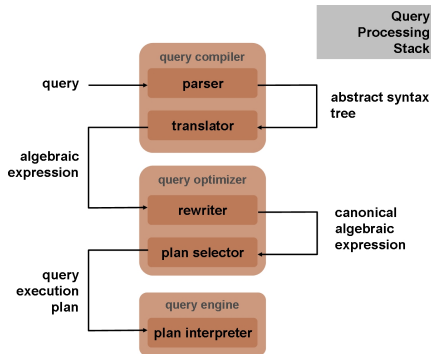 Query
Processing
Stack
query compiler
query
parser
abstract syntax
tree
translator
algebraic
expression
query optimizer
rewriter
canonical
algebraic
expression
plan selector
query
execution
plan
query engine
plan interpreter